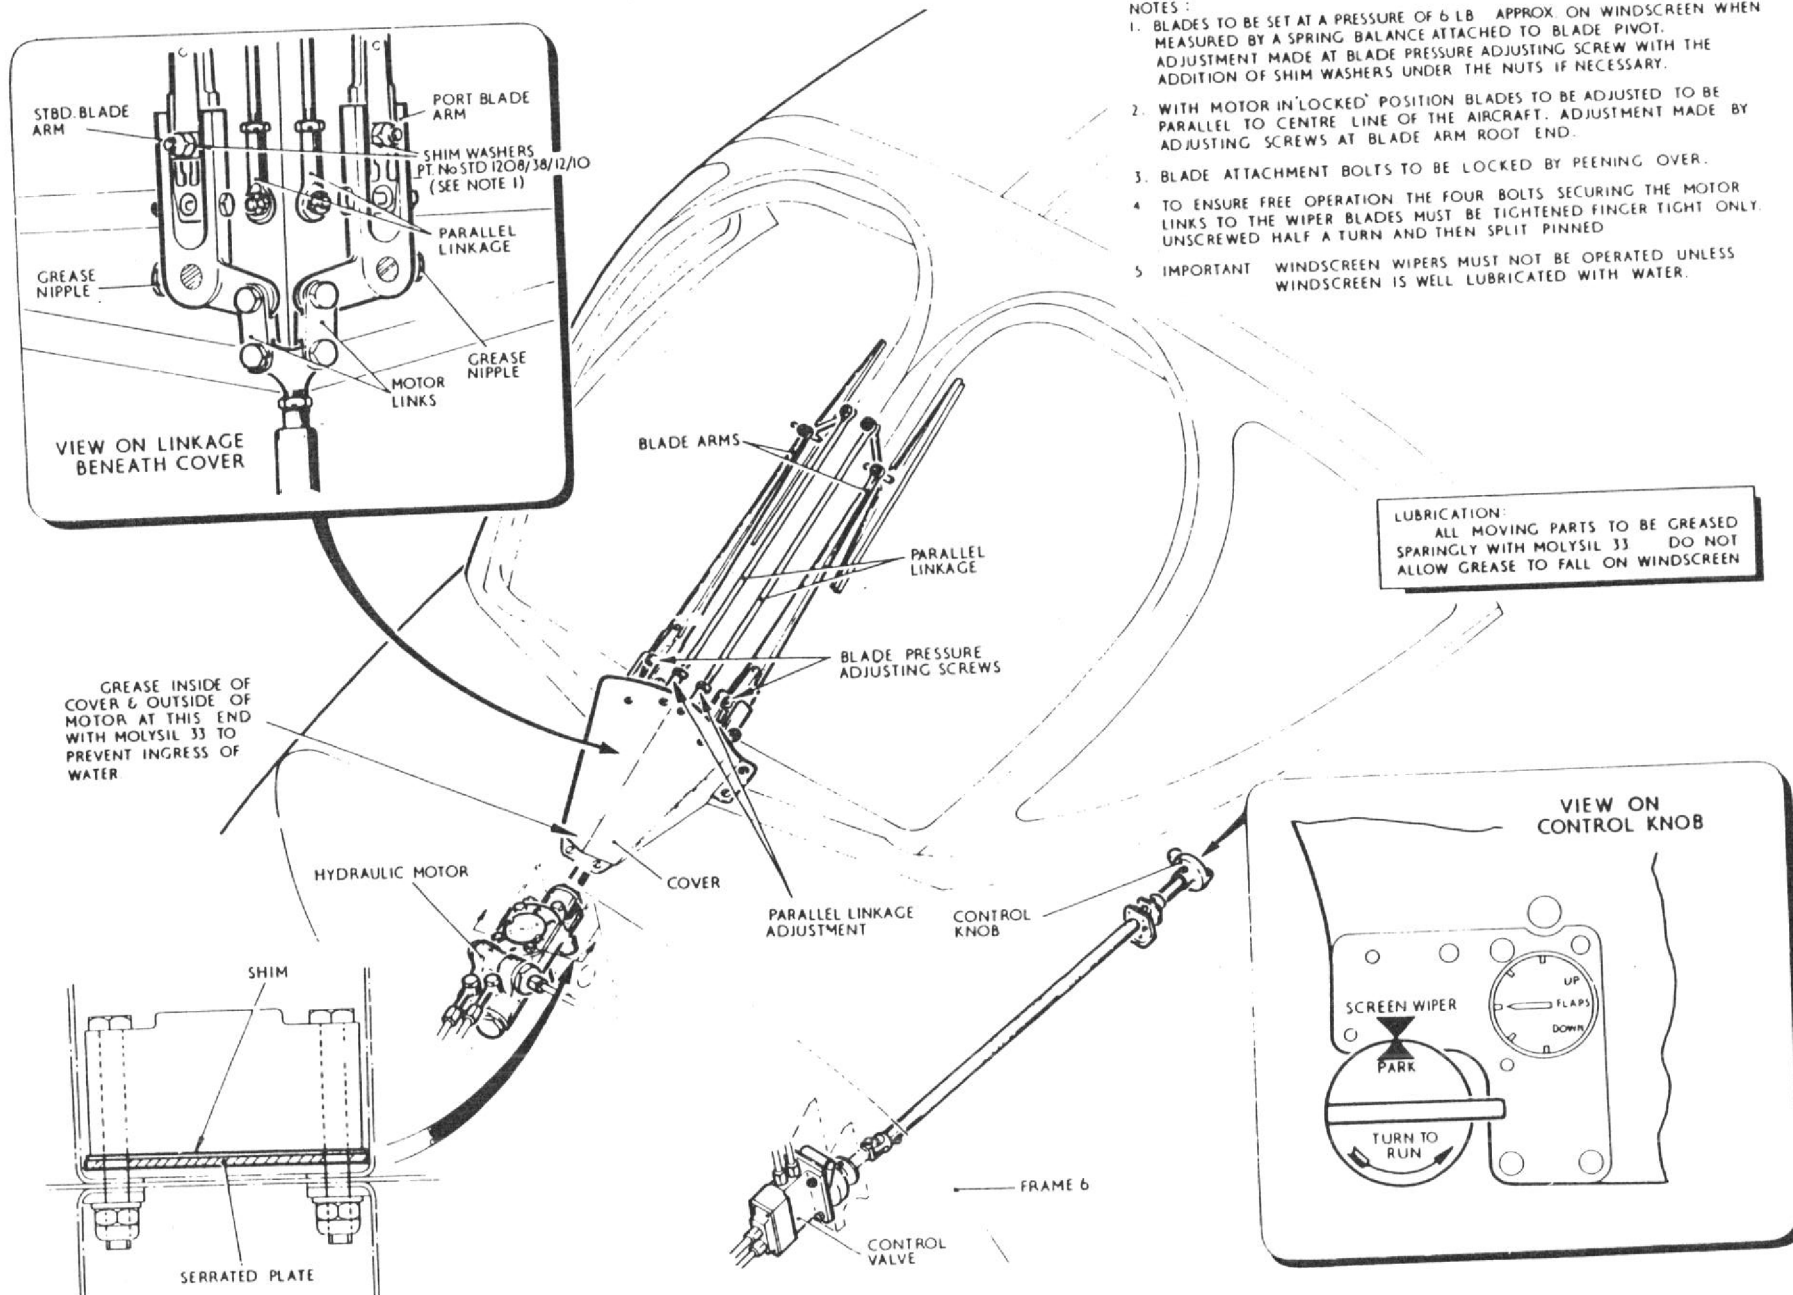 NOTES :
1. BLADES TO BE SET AT A PRESSURE OF 6 LB APPROX. ON WINDSCREEN WHEN
MEASURED BY A SPRING BALANCE ATTACHED TO BLADE PIVOT.
ADJUSTMENT MADE AT BLADE PRESSURE ADJUSTING SCREW WITH THE
ADDITION OF SHIM WASHERS UNDER THE NUTS IF NECESSARY.
2. WITH MOTOR IN 'LOCKED' POSITION BLADES TO BE ADJUSTED TO BE
PARALLEL TO CENTRE LINE OF THE AIRCRAFT. ADJUSTMENT MADE BY
ADJUSTING SCREWS AT BLADE ARM ROOT END.
3. BLADE ATTACHMENT BOLTS TO BE LOCKED BY PEENING OVER.
4 TO ENSURE FREE OPERATION THE FOUR BOLTS SECURING THE MOTOR
LINKS TO THE WIPER BLADES MUST BE TIGHTENED FINGER TIGHT ONLY.
UNSCREWED HALF A TURN AND THEN SPLIT PINNED
5 IMPORTANT WINDSCREEN WIPERS MUST NOT BE OPERATED UNLESS
WINDSCREEN IS WELL LUBRICATED WITH WATER.
STBD. BLADE
ARM
PORT BLADE
ARM
SHIM WASHERS
PT. No STD 1208/38/12/10
(SEE NOTE 1)
PARALLEL
LINKAGE
GREASE
NIPPLE
GREASE
NIPPLE
MOTOR
LINKS
VIEW ON LINKAGE
BENEATH COVER
BLADE ARMS
PARALLEL
LINKAGE
LUBRICATION:
ALL MOVING PARTS TO BE GREASED
SPARINGLY WITH MOLYSIL 33 DO NOT
ALLOW GREASE TO FALL ON WINDSCREEN
BLADE PRESSURE
ADJUSTING SCREWS
GREASE INSIDE OF
COVER & OUTSIDE OF
MOTOR AT THIS END
WITH MOLYSIL 33 TO
PREVENT INGRESS OF
WATER.
HYDRAULIC MOTOR
COVER
PARALLEL LINKAGE
ADJUSTMENT
CONTROL
KNOB
VIEW ON
CONTROL KNOB
UP
FLAPS
DOWN
SCREEN WIPER
PARK
TURN TO
RUN
SHIM
SERRATED PLATE
FRAME 6
CONTROL
VALVE
C
C
C
C